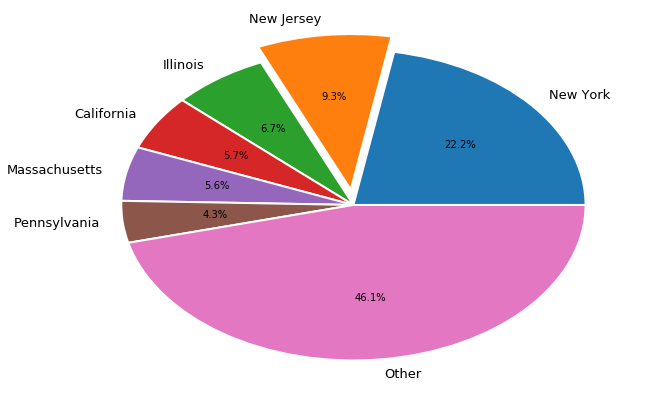 New Jersey
Illinois
New York
California
9.3%
6.7%
22.2%
5.7%
Massachusetts
5.6%
Pennsylvania
4.3%
46.1%
Other